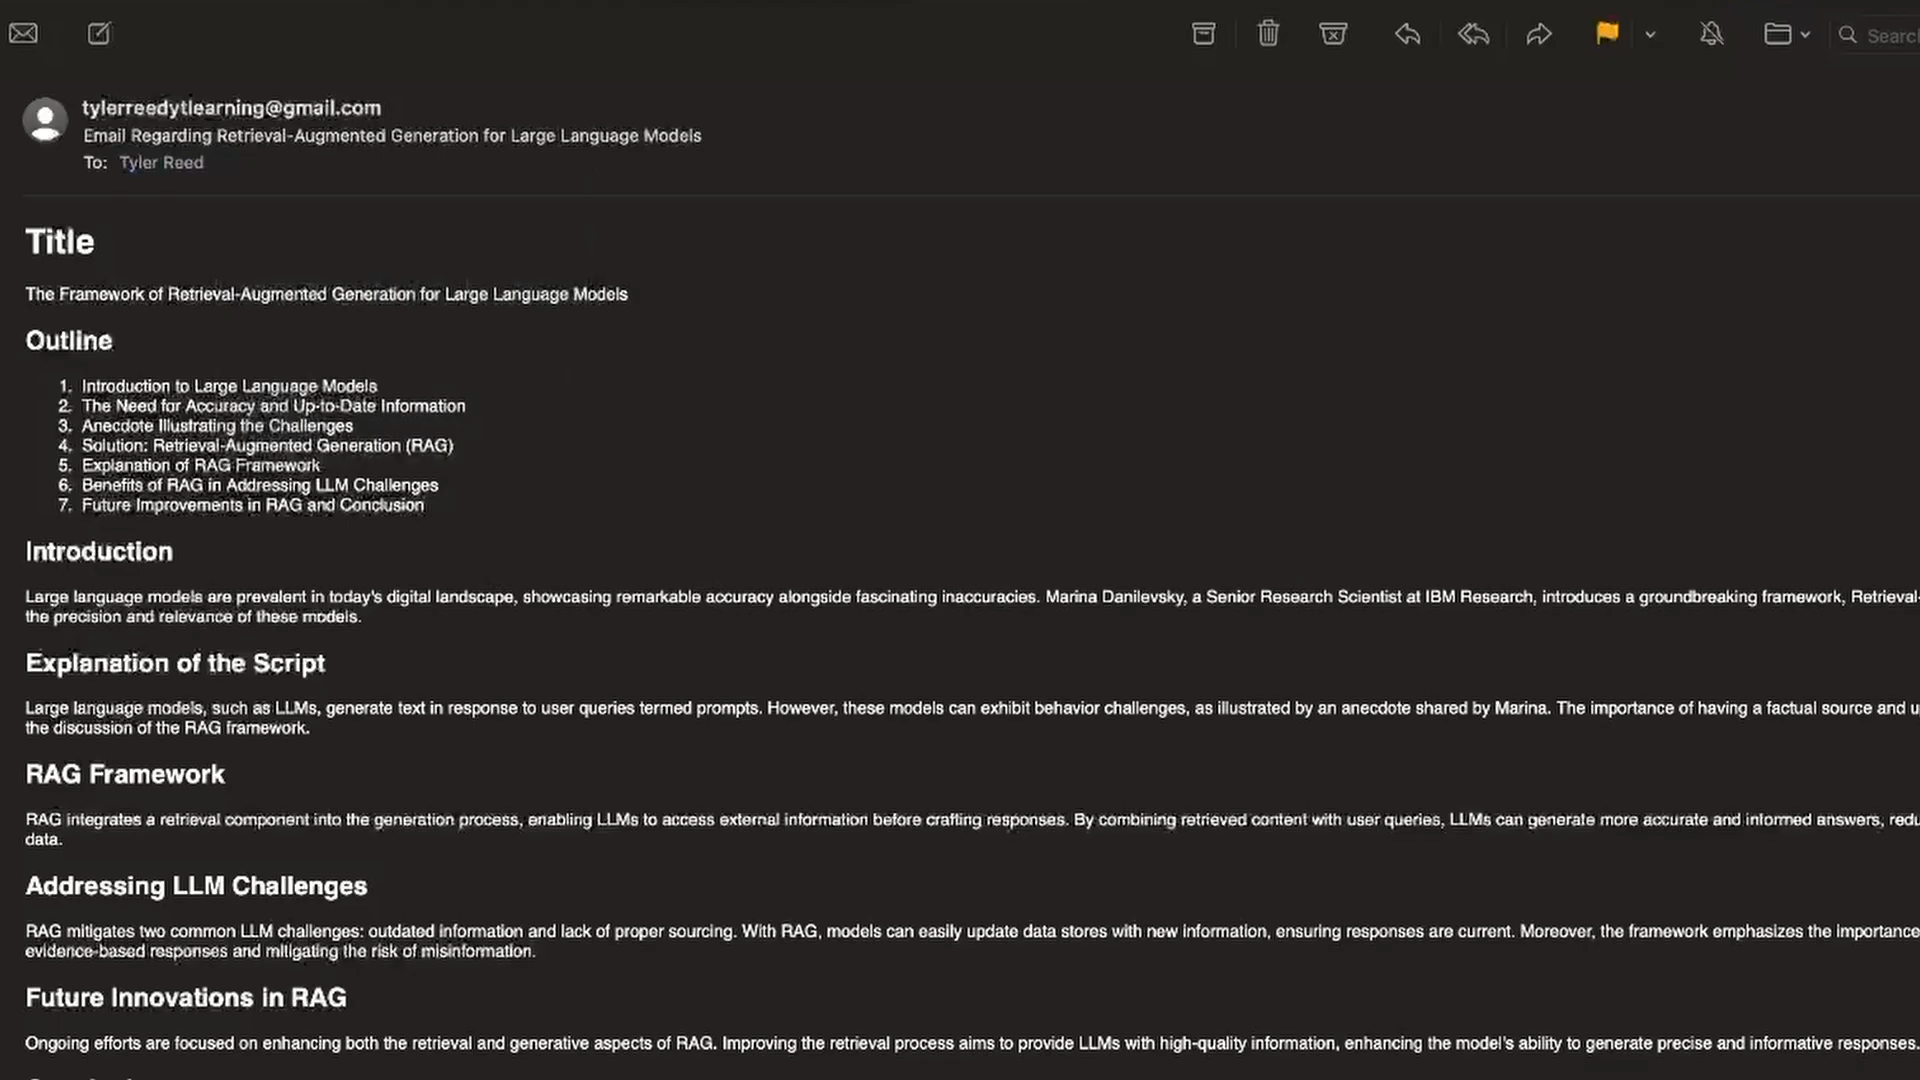 Search
tylerreedytlearning@gmail.com
Email Regarding Retrieval-Augmented Generation for Large Language Models
To: Tyler Reed
Title
The Framework of Retrieval-Augmented Generation for Large Language Models
Outline
1. Introduction to Large Language Models
2. The Need for Accuracy and Up-to-Date Information
3. Anecdote Illustrating the Challenges
4. Solution: Retrieval-Augmented Generation (RAG)
5. Explanation of RAG Framework
6. Benefits of RAG in Addressing LLM Challenges
7. Future Improvements in RAG and Conclusion
Introduction
Large language models are prevalent in today's digital landscape, showcasing remarkable accuracy alongside fascinating inaccuracies. Marina Danilevsky, a Senior Research Scientist at IBM Research, introduces a groundbreaking framework, Retrieval-
the precision and relevance of these models.
Explanation of the Script
Large language models, such as LLMs, generate text in response to user queries termed prompts. However, these models can exhibit behavior challenges, as illustrated by an anecdote shared by Marina. The importance of having a factual source and u
the discussion of the RAG framework.
RAG Framework
RAG integrates a retrieval component into the generation process, enabling LLMs to access external information before crafting responses. By combining retrieved content with user queries, LLMs can generate more accurate and informed answers, redu
data.
Addressing LLM Challenges
RAG mitigates two common LLM challenges: outdated information and lack of proper sourcing. With RAG, models can easily update data stores with new information, ensuring responses are current. Moreover, the framework emphasizes the importance
evidence-based responses and mitigating the risk of misinformation.
Future Innovations in RAG
Ongoing efforts are focused on enhancing both the retrieval and generative aspects of RAG. Improving the retrieval process aims to provide LLMs with high-quality information, enhancing the model's ability to generate precise and informative responses.